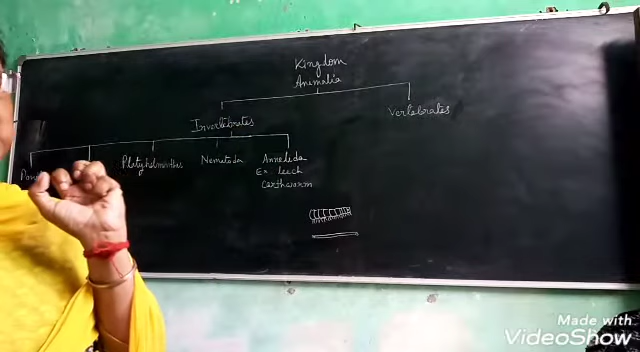 Kingdom
Animalia
Invertebrates
Vertebrates
Platyhelminthes
Nematoda
Annelida
Ex. leech
Earthworm
Made with
VideoShow